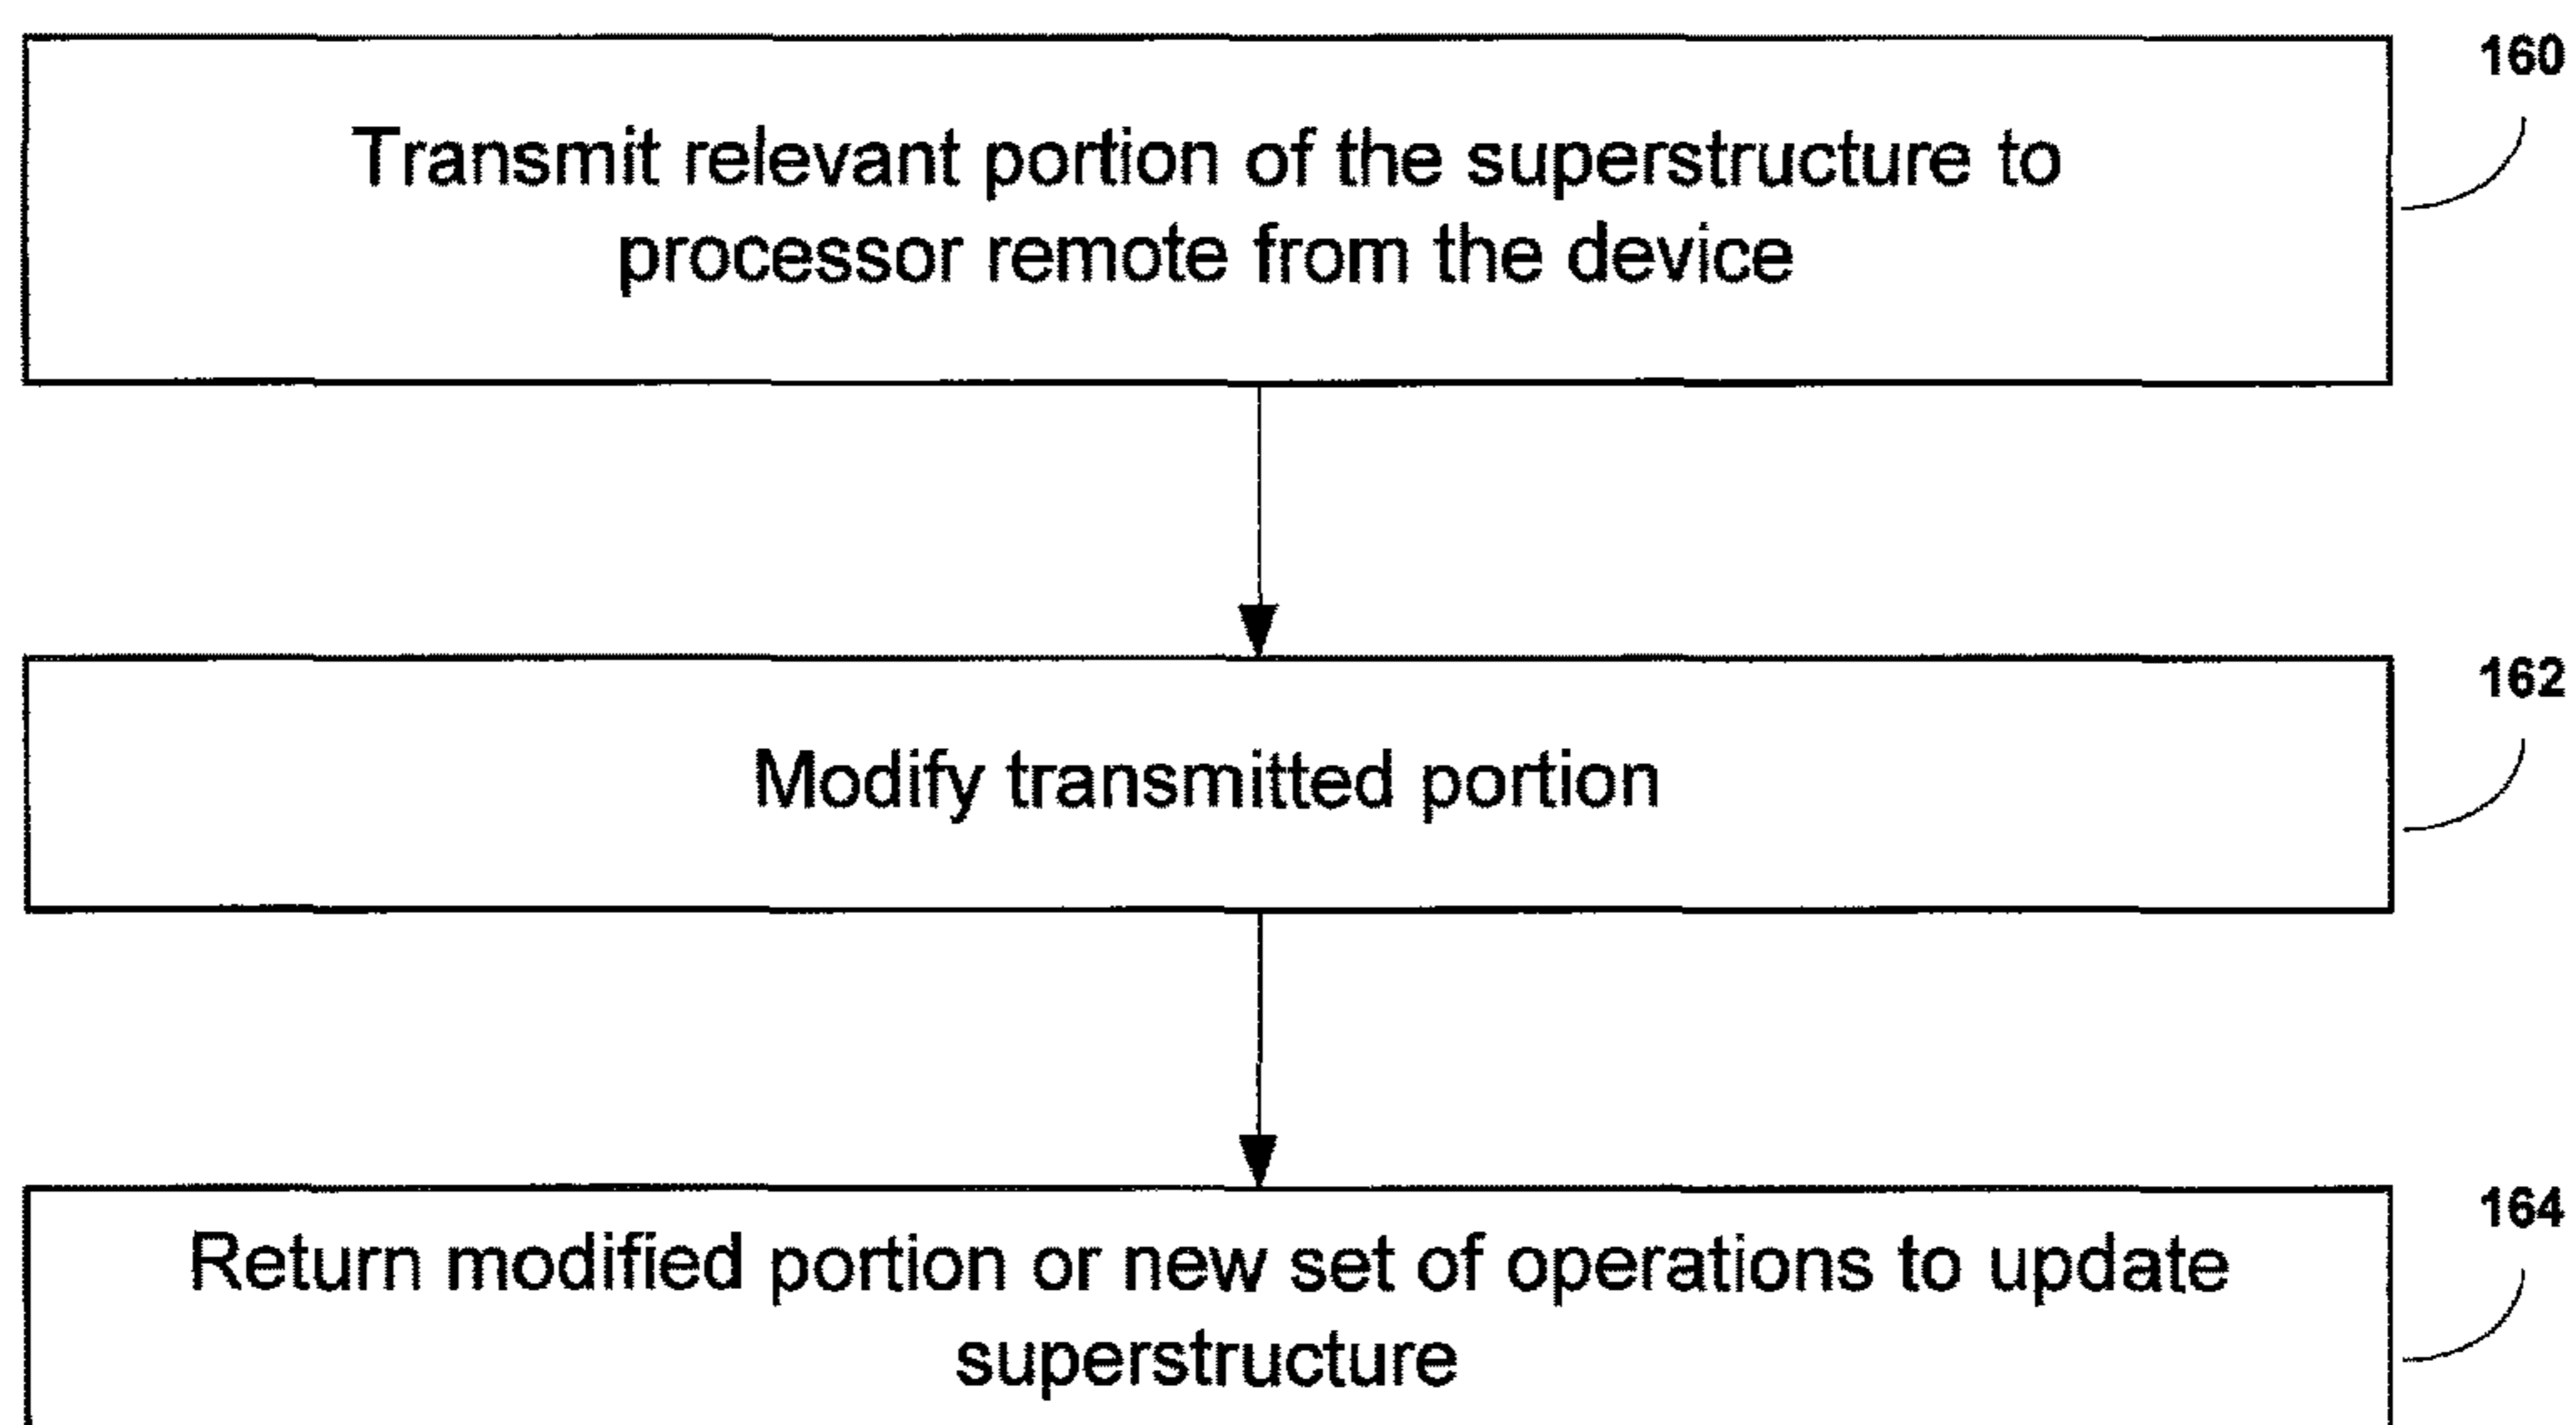 160
Transmit relevant portion of the superstructure to
processor remote from the device
162
Modify transmitted portion
164
Return modified portion or new set of operations to update
superstructure